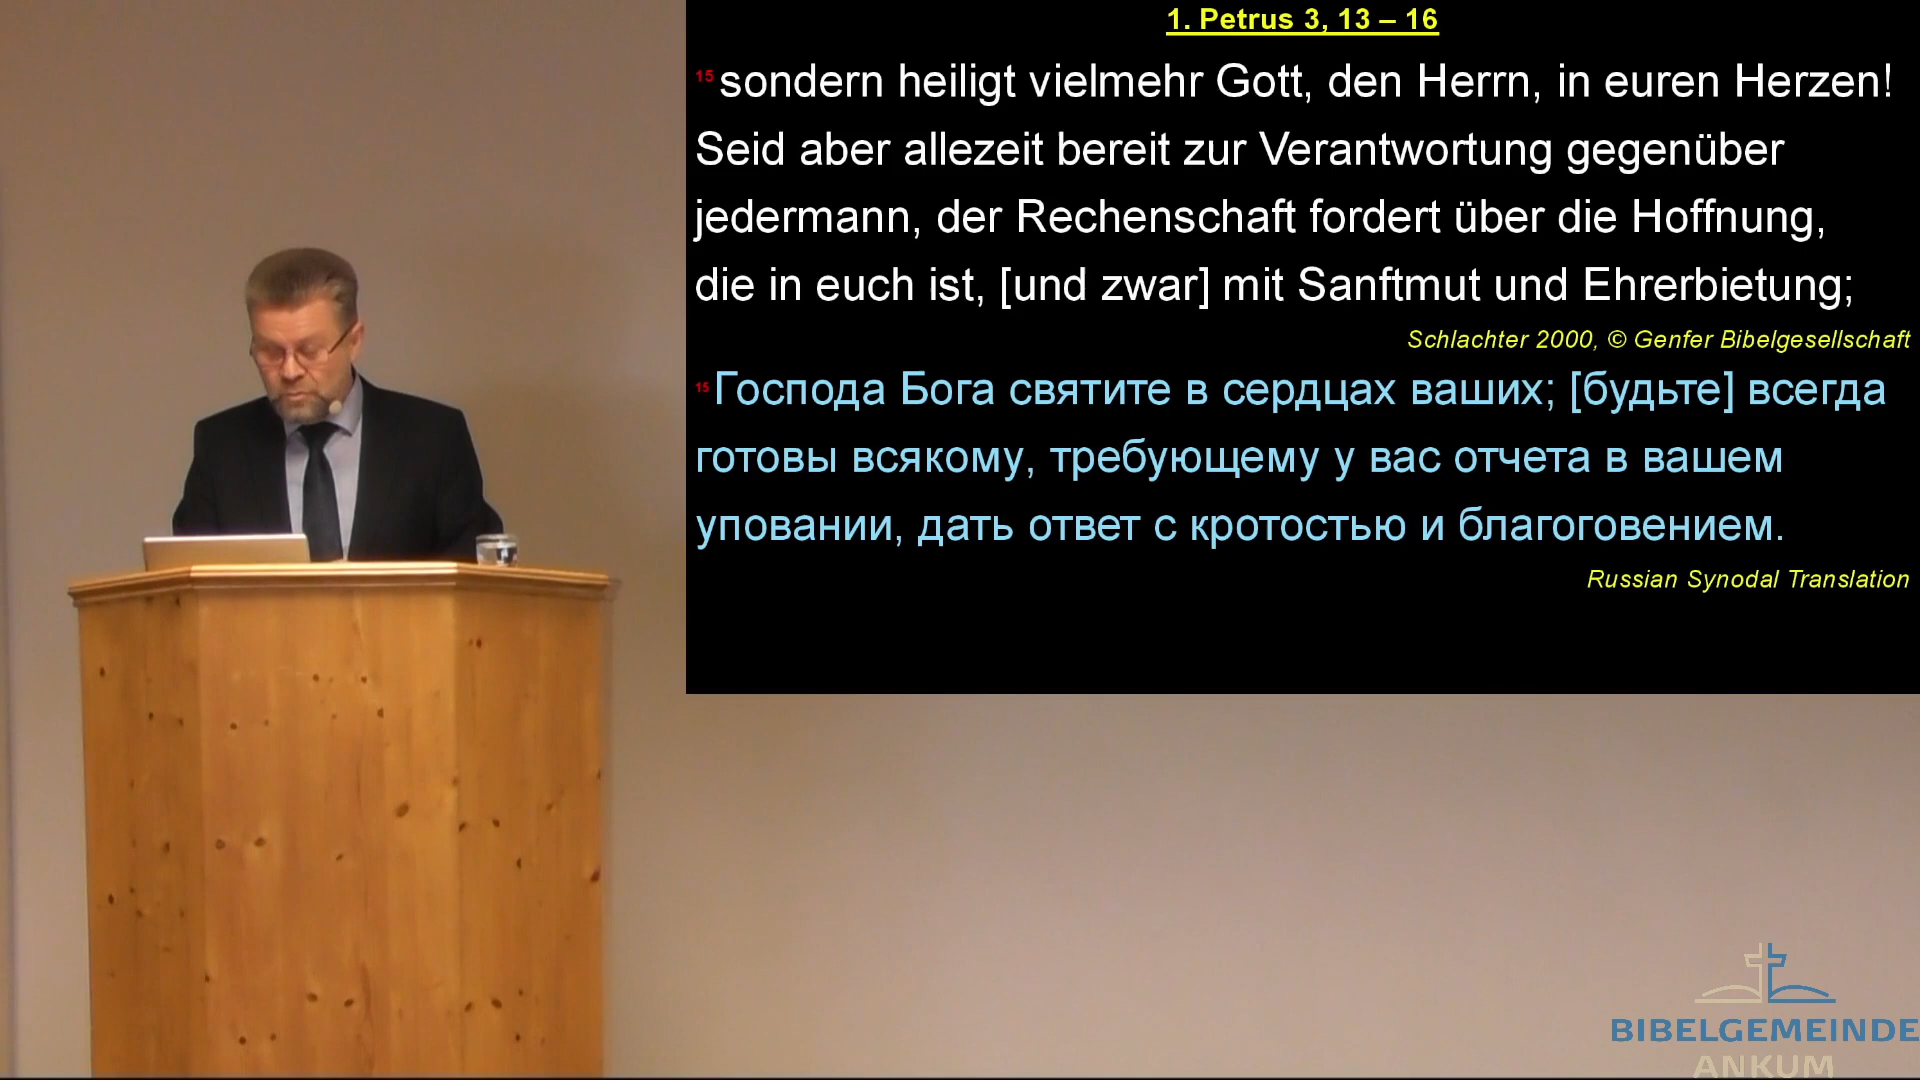 1. Petrus 3, 13 – 16
15 sondern heiligt vielmehr Gott, den Herrn, in euren Herzen!
Seid aber allezeit bereit zur Verantwortung gegenüber
jedermann, der Rechenschaft fordert über die Hoffnung,
die in euch ist, [und zwar] mit Sanftmut und Ehrerbietung;
Schlachter 2000, © Genfer Bibelgesellschaft
15 Господа Бога святите в сердцах ваших; [будьте] всегда
готовы всякому, требующему у вас отчета в вашем
уповании, дать ответ с кротостью и благоговением.
Russian Synodal Translation
BIBELGEMEINDE
ANKUM